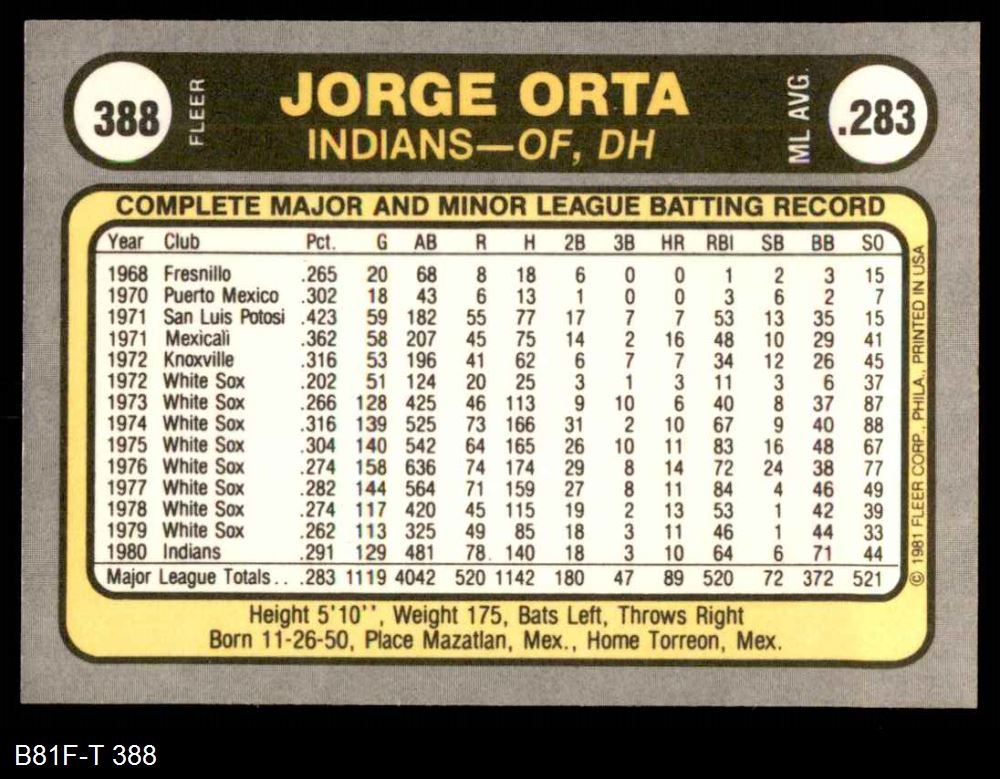 388 FLEER JORGE ORTA ML AVG. .283
INDIANS—OF, DH
COMPLETE MAJOR AND MINOR LEAGUE BATTING RECORD
Year Club Pct. G AB R H 2B 3B HR RBI SB BB SO
1968 Fresnillo .265 20 68 8 18 6 0 0 1 2 3 15
1970 Puerto Mexico .302 18 43 6 13 1 0 0 3 6 2 7
1971 San Luis Potosi .423 59 182 55 77 17 7 7 53 13 35 15
1971 Mexicali .362 58 207 45 75 14 2 16 48 10 29 41
1972 Knoxville .316 53 196 41 62 6 7 7 34 12 26 45
1972 White Sox .202 51 124 20 25 3 1 3 11 3 6 37
1973 White Sox .266 128 425 46 113 9 10 6 40 8 37 87
1974 White Sox .316 139 525 73 166 31 2 10 67 9 40 88
1975 White Sox .304 140 542 64 165 26 10 11 83 16 48 67
1976 White Sox .274 158 636 74 174 29 8 14 72 24 38 77
1977 White Sox .282 144 564 71 159 27 8 11 84 4 46 49
1978 White Sox .274 117 420 45 115 19 2 13 53 1 42 39
1979 White Sox .262 113 325 49 85 18 3 11 46 1 44 33
1980 Indians .291 129 481 78 140 18 3 10 64 6 71 44
Major League Totals . . .283 1119 4042 520 1142 180 47 89 520 72 372 521
© 1981 FLEER CORP., PHILA., PRINTED IN USA
Height 5'10'', Weight 175, Bats Left, Throws Right
Born 11-26-50, Place Mazatlan, Mex., Home Torreon, Mex.
B81F-T 388